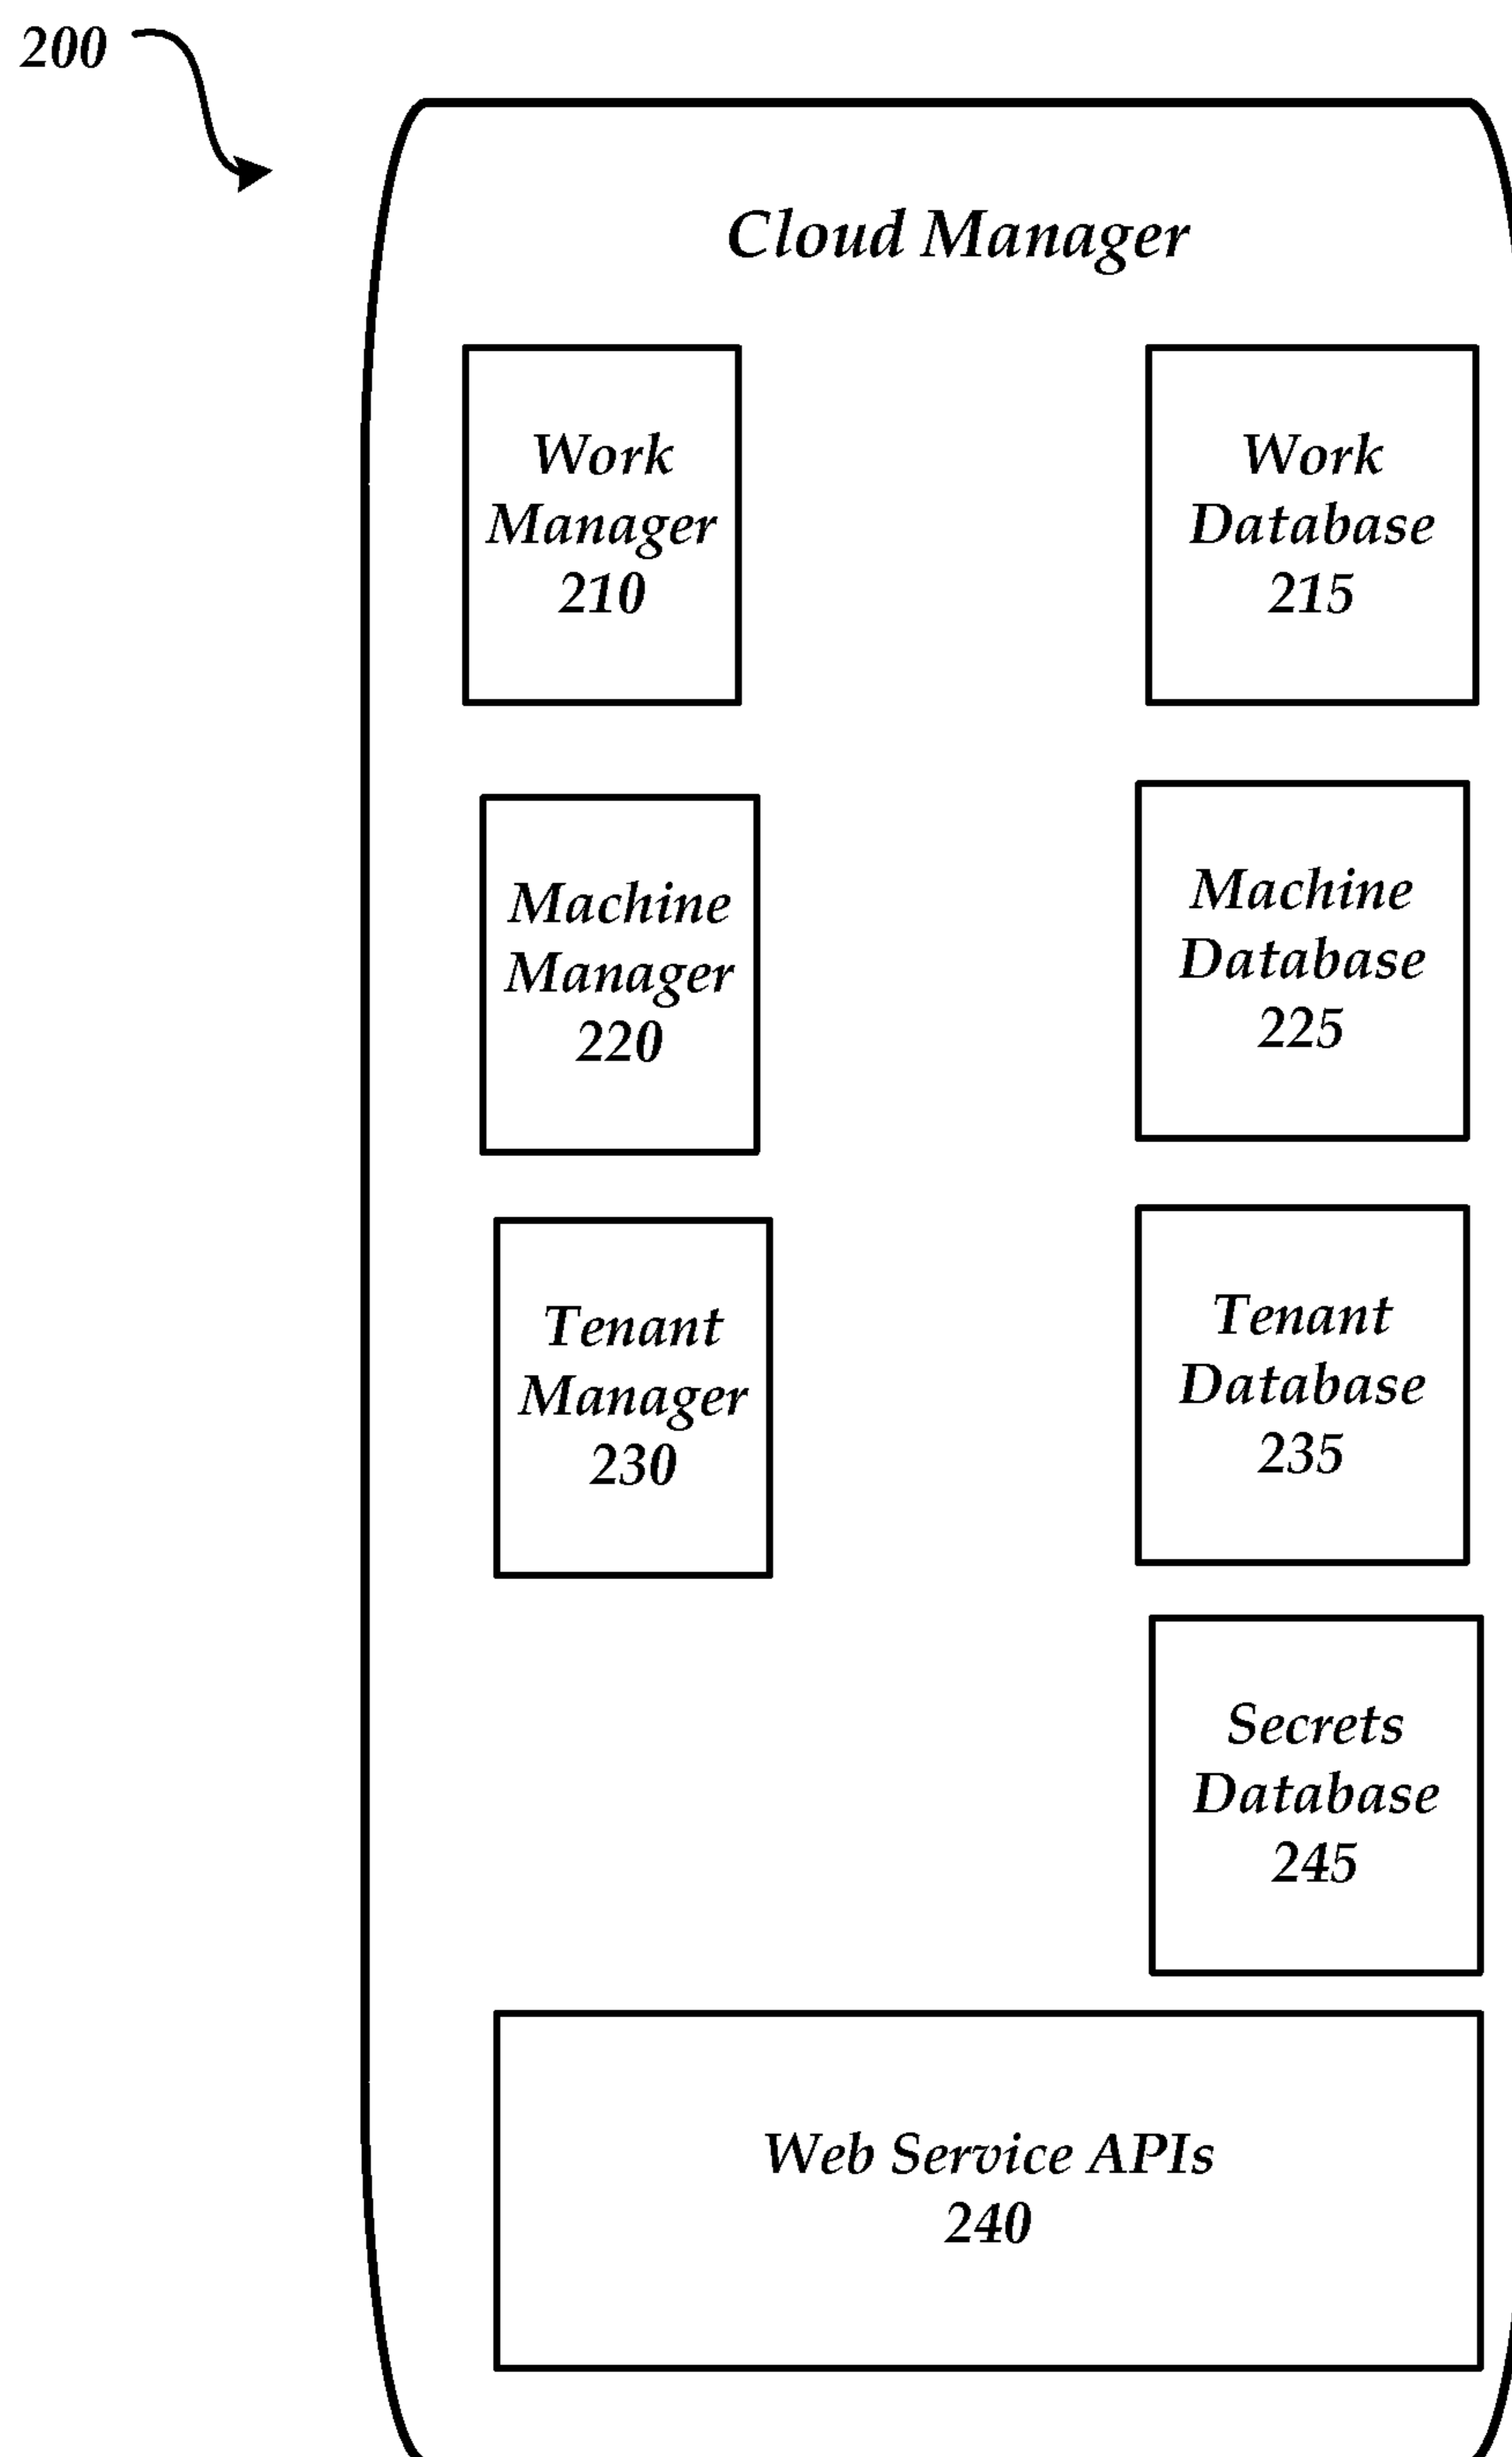 200
Cloud Manager
Work
Manager
210
Work
Database
215
Machine
Manager
220
Machine
Database
225
Tenant
Manager
230
Tenant
Database
235
Secrets
Database
245
Web Service APIs
240